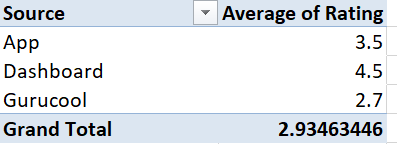 Source Average of Rating
App 3.5
Dashboard 4.5
Gurucool 2.7
Grand Total 2.93463446